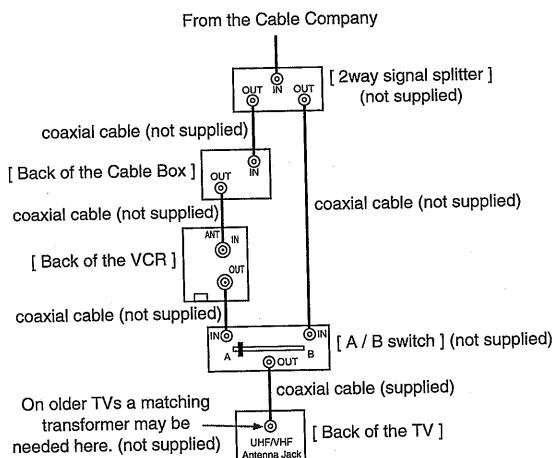 From the Cable Company
IN
[ 2way signal splitter ]
OUT
OUT
(not supplied)
coaxial cable (not supplied)
[ Back of the Cable Box ]
IN
OUT
coaxial cable (not supplied)
coaxial cable (not supplied)
ANT
IN
[ Back of the VCR ]
OUT
coaxial cable (not supplied)
IN
IN
[ A / B switch ] (not supplied)
A
B
OUT
coaxial cable (supplied)
On older TVs a matching
transformer may be
needed here. (not supplied)
[ Back of the TV ]
UHF/VHF
Antenna Jack